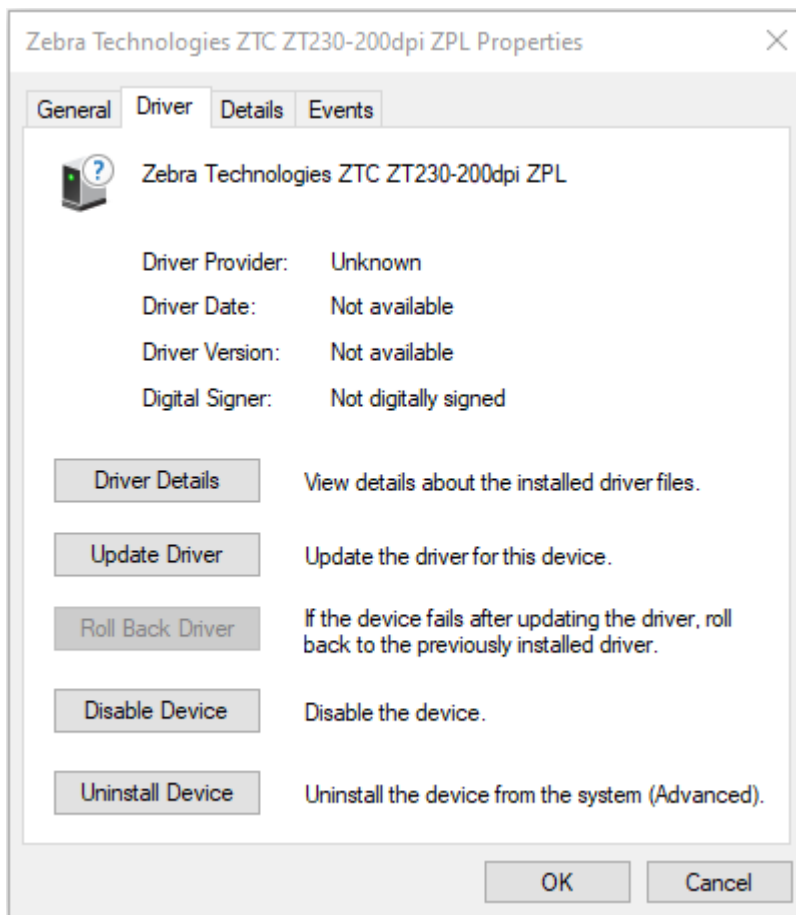 Zebra Technologies ZTC ZT230-200dpi ZPL Properties
General Driver Details Events
Zebra Technologies ZTC ZT230-200dpi ZPL
Driver Provider: Unknown
Driver Date: Not available
Driver Version: Not available
Digital Signer: Not digitally signed
Driver Details View details about the installed driver files.
Update Driver Update the driver for this device.
Roll Back Driver If the device fails after updating the driver, roll
back to the previously installed driver.
Disable Device Disable the device.
Uninstall Device Uninstall the device from the system (Advanced).
OK Cancel